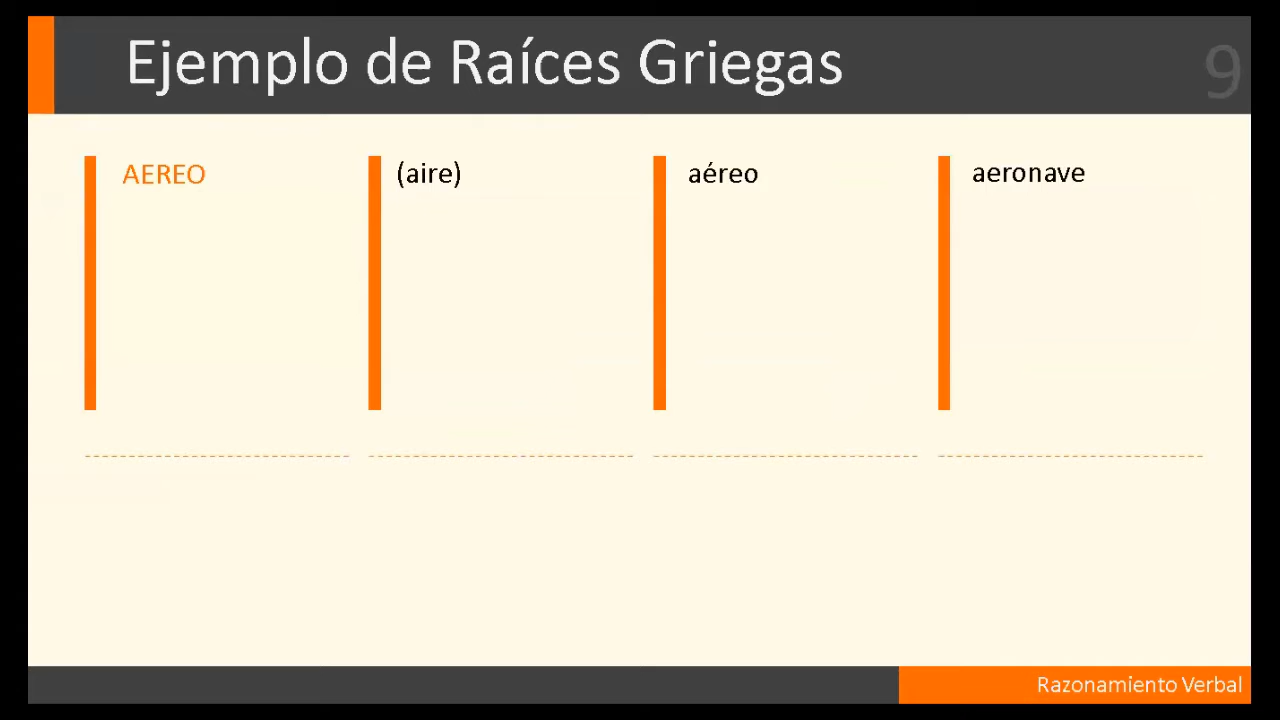 Ejemplo de Raíces Griegas
9
AEREO
(aire)
aéreo
aeronave
Razonamiento Verbal